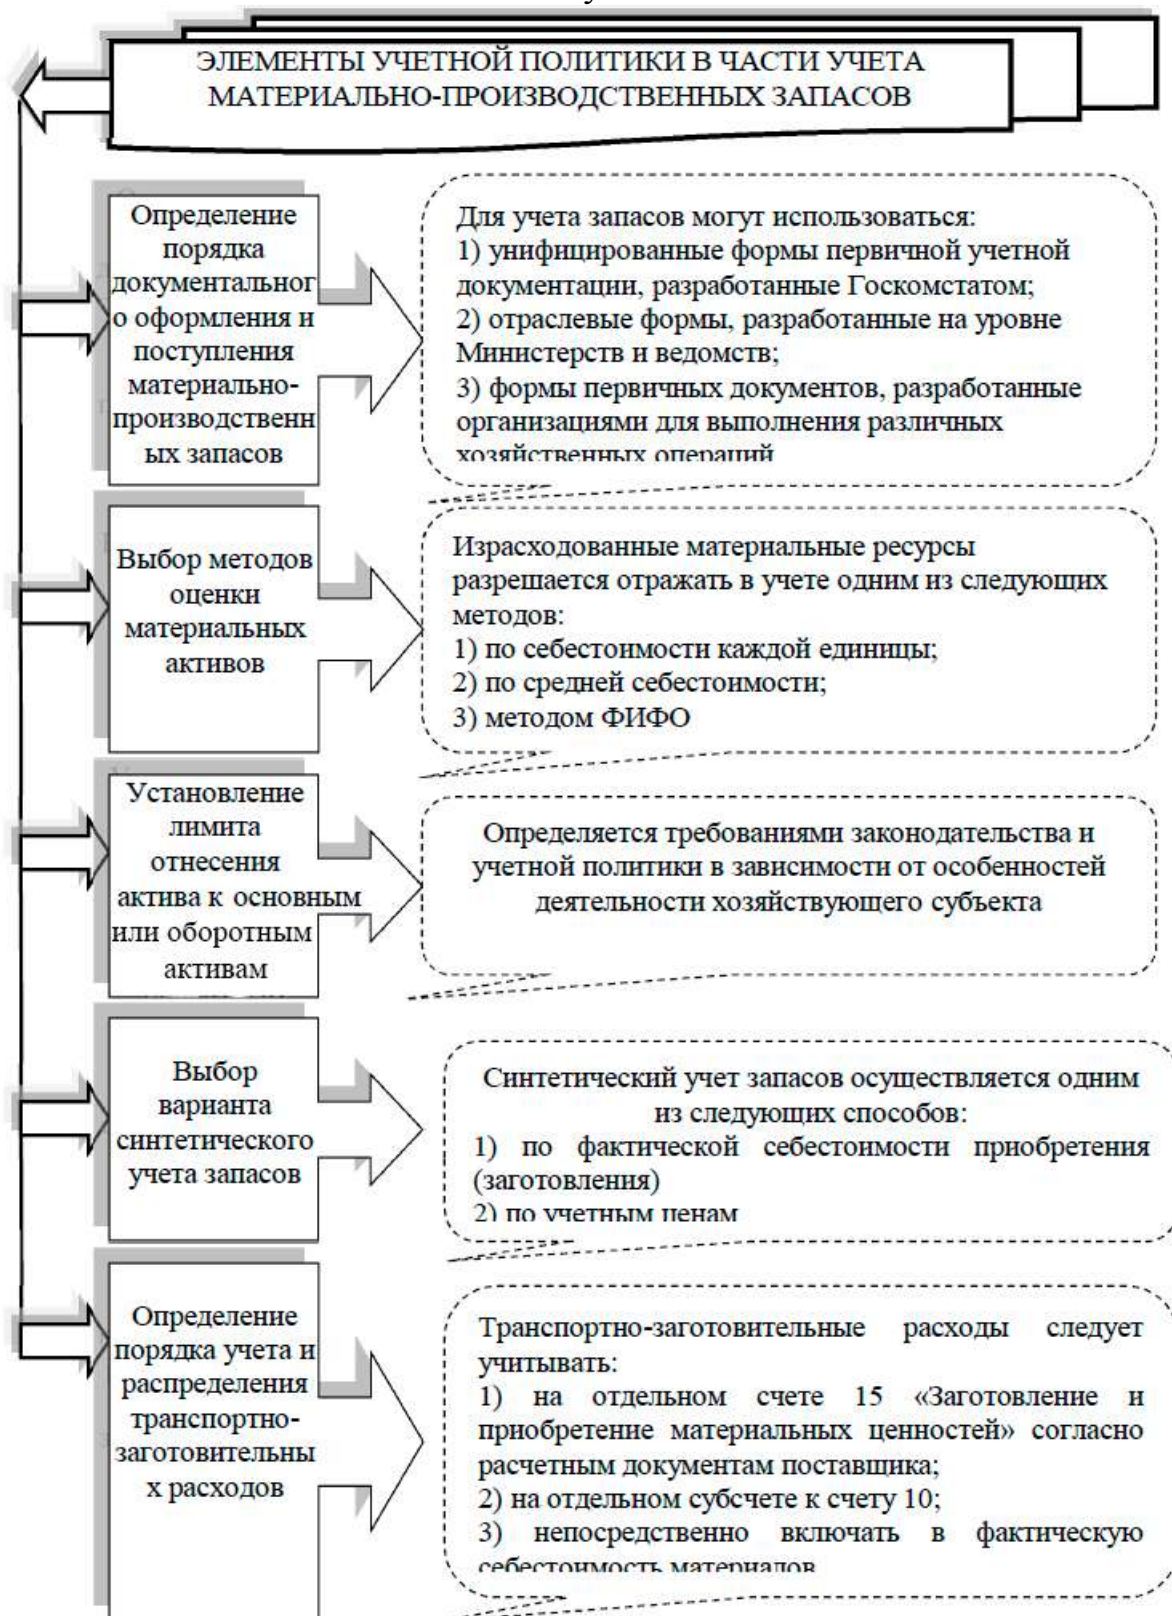 ЭЛЕМЕНТЫ УЧЕТНОЙ ПОЛИТИКИ В ЧАСТИ УЧЕТА
МАТЕРИАЛЬНО-ПРОИЗВОДСТВЕННЫХ ЗАПАСОВ
Определение
порядка
документальног
о оформления и
поступления
материально-
производственн
ых запасов
Для учета запасов могут использоваться:
1) унифицированные формы первичной учетной
документации, разработанные Госкомстатом;
2) отраслевые формы, разработанные на уровне
Министерств и ведомств;
3) формы первичных документов, разработанные
организациями для выполнения различных
хозяйственных операций
Выбор методов
оценки
материальных
активов
Израсходованные материальные ресурсы
разрешается отражать в учете одним из следующих
методов:
1) по себестоимости каждой единицы;
2) по средней себестоимости;
3) методом ФИФО
Установление
лимита
отнесения
актива к основным
или оборотным
активам
Определяется требованиями законодательства и
учетной политики в зависимости от особенностей
деятельности хозяйствующего субъекта
Выбор
варианта
синтетического
учета запасов
Синтетический учет запасов осуществляется одним
из следующих способов:
1) по фактической себестоимости приобретения
(заготовления)
2) по учетным ценам
Определение
порядка учета и
распределения
транспортно-
заготовительны
х расходов
Транспортно-заготовительные расходы следует
учитывать:
1) на отдельном счете 15 «Заготовление и
приобретение материальных ценностей» согласно
расчетным документам поставщика;
2) на отдельном субсчете к счету 10;
3) непосредственно включать в фактическую
себестоимость материалов